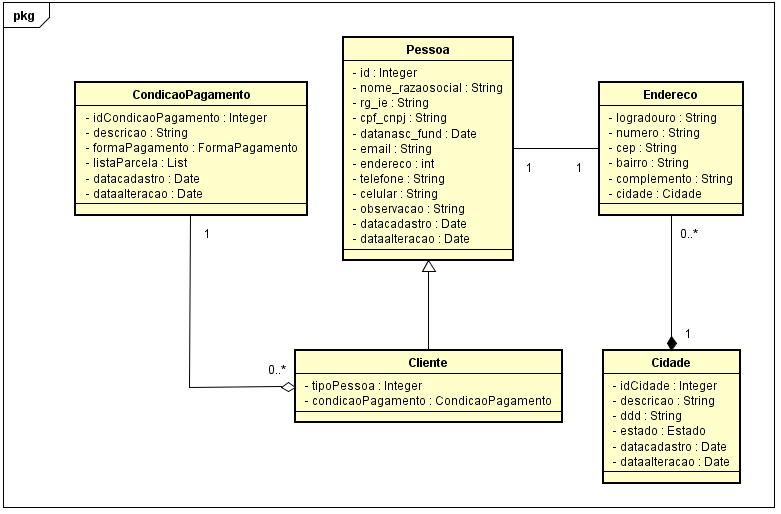 pkg
CondicaoPagamento
- idCondicaoPagamento : Integer
- descricao : String
- formaPagamento : FormaPagamento
- listaParcela : List
- datacadastro : Date
- dataalteracao : Date
Pessoa
- id : Integer
- nome_razaosocial : String
- rg_ie : String
- cpf_cnpj : String
- datanasc_fund : Date
- email : String
- endereco : int
- telefone : String
- celular : String
- observacao : String
- datacadastro : Date
- dataalteracao : Date
Endereco
- logradouro : String
- numero : String
- cep : String
- bairro : String
- complemento : String
- cidade : Cidade
1
1
1
0..*
0..*
1
Cliente
- tipoPessoa : Integer
- condicaoPagamento : CondicaoPagamento
Cidade
- idCidade : Integer
- descricao : String
- ddd : String
- estado : Estado
- datacadastro : Date
- dataalteracao : Date